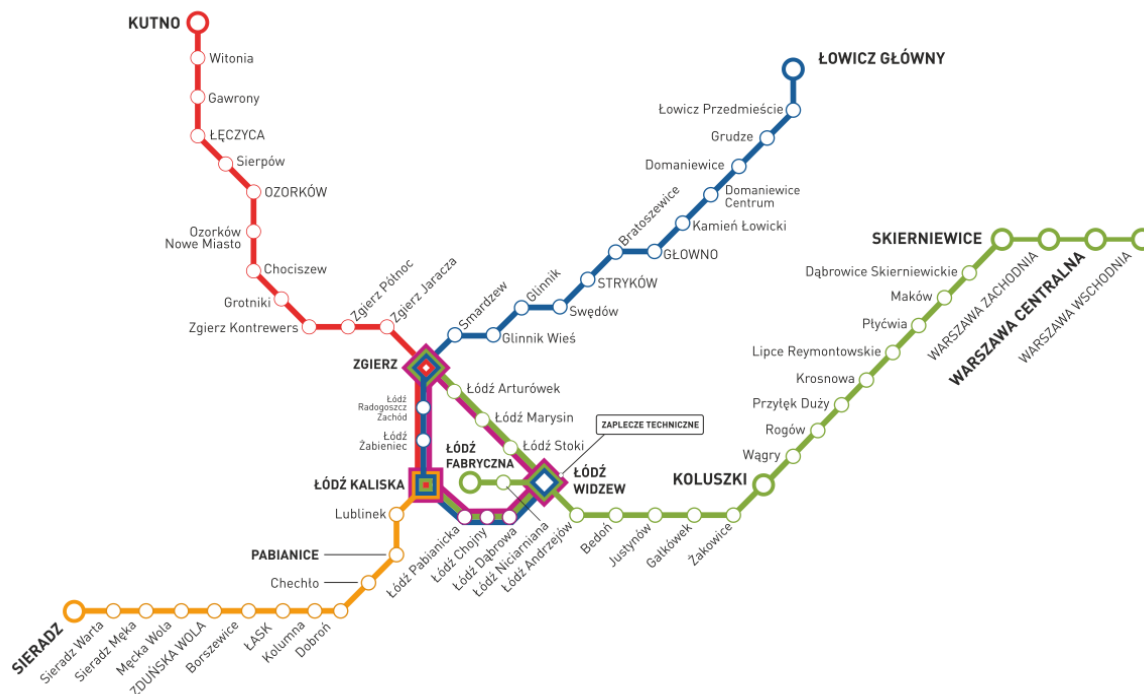 KUTNO
Witonia
Gawrony
ŁĘCZYCA
Sierpów
OZORKÓW
Ozorków
Nowe Miasto
Chociszew
Grotniki
Zgierz Kontrewers
Zgierz Północ
Zgierz Jaracza
ZGIERZ
ŁOWICZ GŁÓWNY
Łowicz Przedmieście
Grudze
Domaniewice
Domaniewice
Centrum
Kamień Łowicki
GŁOWNO
Bratoszewice
STRYKÓW
Swędów
Glinnik
Glinnik Wieś
Smardzew
Łódź
Radogoszcz
Zachód
Łódź
Żabieniec
ŁÓDŹ KALISKA
Łódź Arturówek
Łódź Marysin
Łódź Stoki
ZAPLECZE TECHNICZNE
ŁÓDŹ
FABRYCZNA
ŁÓDŹ
WIDZEW
Lublinek
PABIANICE
Chechło
Dobroń
Kolumna
ŁASK
Borszewice
ZDUŃSKA WOLA
Męcka Wola
Sieradz Męka
Sieradz Warta
SIERADZ
Łódź Pabianicka
Łódź Chojny
Łódź Dąbrowa
Łódź Niciarniana
Łódź Andrzejów
Bedoń
Justynów
Gałkówek
Żakowice
KOLUSZKI
Wągry
Rogów
Przyłęk Duży
Krosnowa
Lipce Reymontowskie
Płyćwia
Maków
Dąbrowice Skierniewickie
SKIERNIEWICE
WARSZAWA ZACHODNIA
WARSZAWA CENTRALNA
WARSZAWA WSCHODNIA